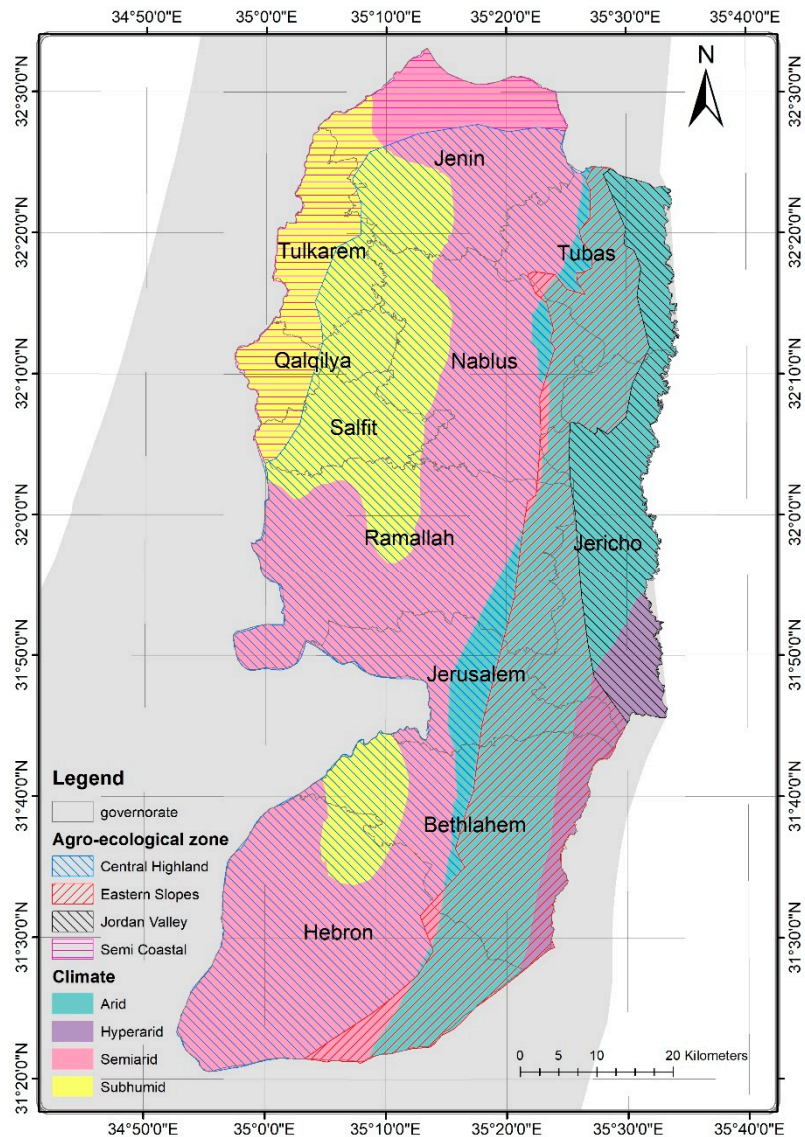 34°50'0"E 35°0'0"E 35°10'0"E 35°20'0"E 35°30'0"E 35°40'0"E
N
32°30'0"N 32°30'0"N
Jenin
32°20'0"N 32°20'0"N
Tulkarem Tubas
Qalqilya Nablus
32°10'0"N 32°10'0"N
Salfit
32°0'0"N 32°0'0"N
Ramallah Jericho
31°50'0"N 31°50'0"N
Jerusalem
31°40'0"N 31°40'0"N
Bethlahem
Hebron
31°30'0"N 31°30'0"N
31°20'0"N 31°20'0"N
Legend
governorate
Agro-ecological zone
Central Highland
Eastern Slopes
Jordan Valley
Semi Coastal
Climate
Arid
Hyperarid
Semiarid
Subhumid
0 5 10 20 Kilometers
34°50'0"E 35°0'0"E 35°10'0"E 35°20'0"E 35°30'0"E 35°40'0"E